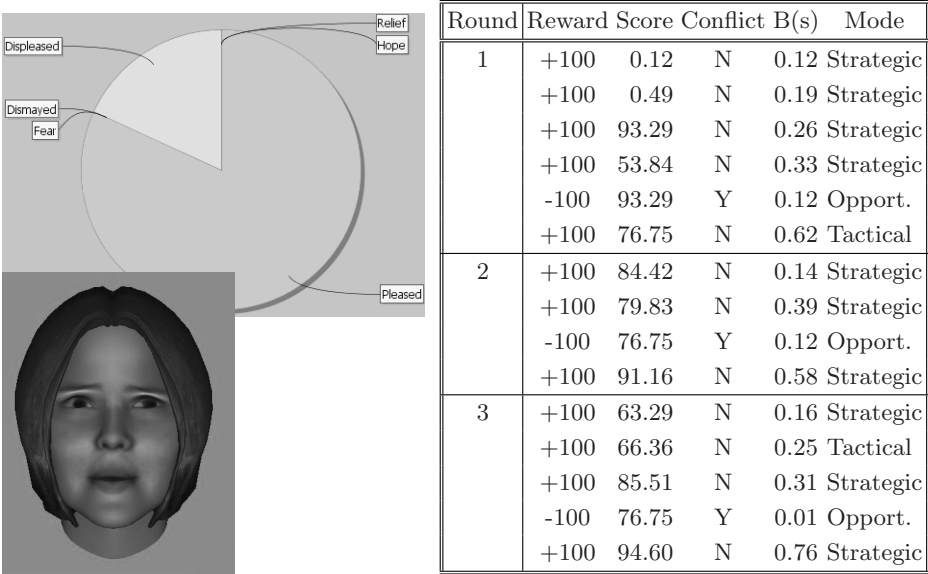 Relief
Hope
Displeased
Dismayed
Fear
Pleased
Round Reward Score Conflict B(s) Mode
1 +100 0.12 N 0.12 Strategic
+100 0.49 N 0.19 Strategic
+100 93.29 N 0.26 Strategic
+100 53.84 N 0.33 Strategic
-100 93.29 Y 0.12 Opport.
+100 76.75 N 0.62 Tactical
2 +100 84.42 N 0.14 Strategic
+100 79.83 N 0.39 Strategic
-100 76.75 Y 0.12 Opport.
+100 91.16 N 0.58 Strategic
3 +100 63.29 N 0.16 Strategic
+100 66.36 N 0.25 Tactical
+100 85.51 N 0.31 Strategic
-100 76.75 Y 0.01 Opport.
+100 94.60 N 0.76 Strategic